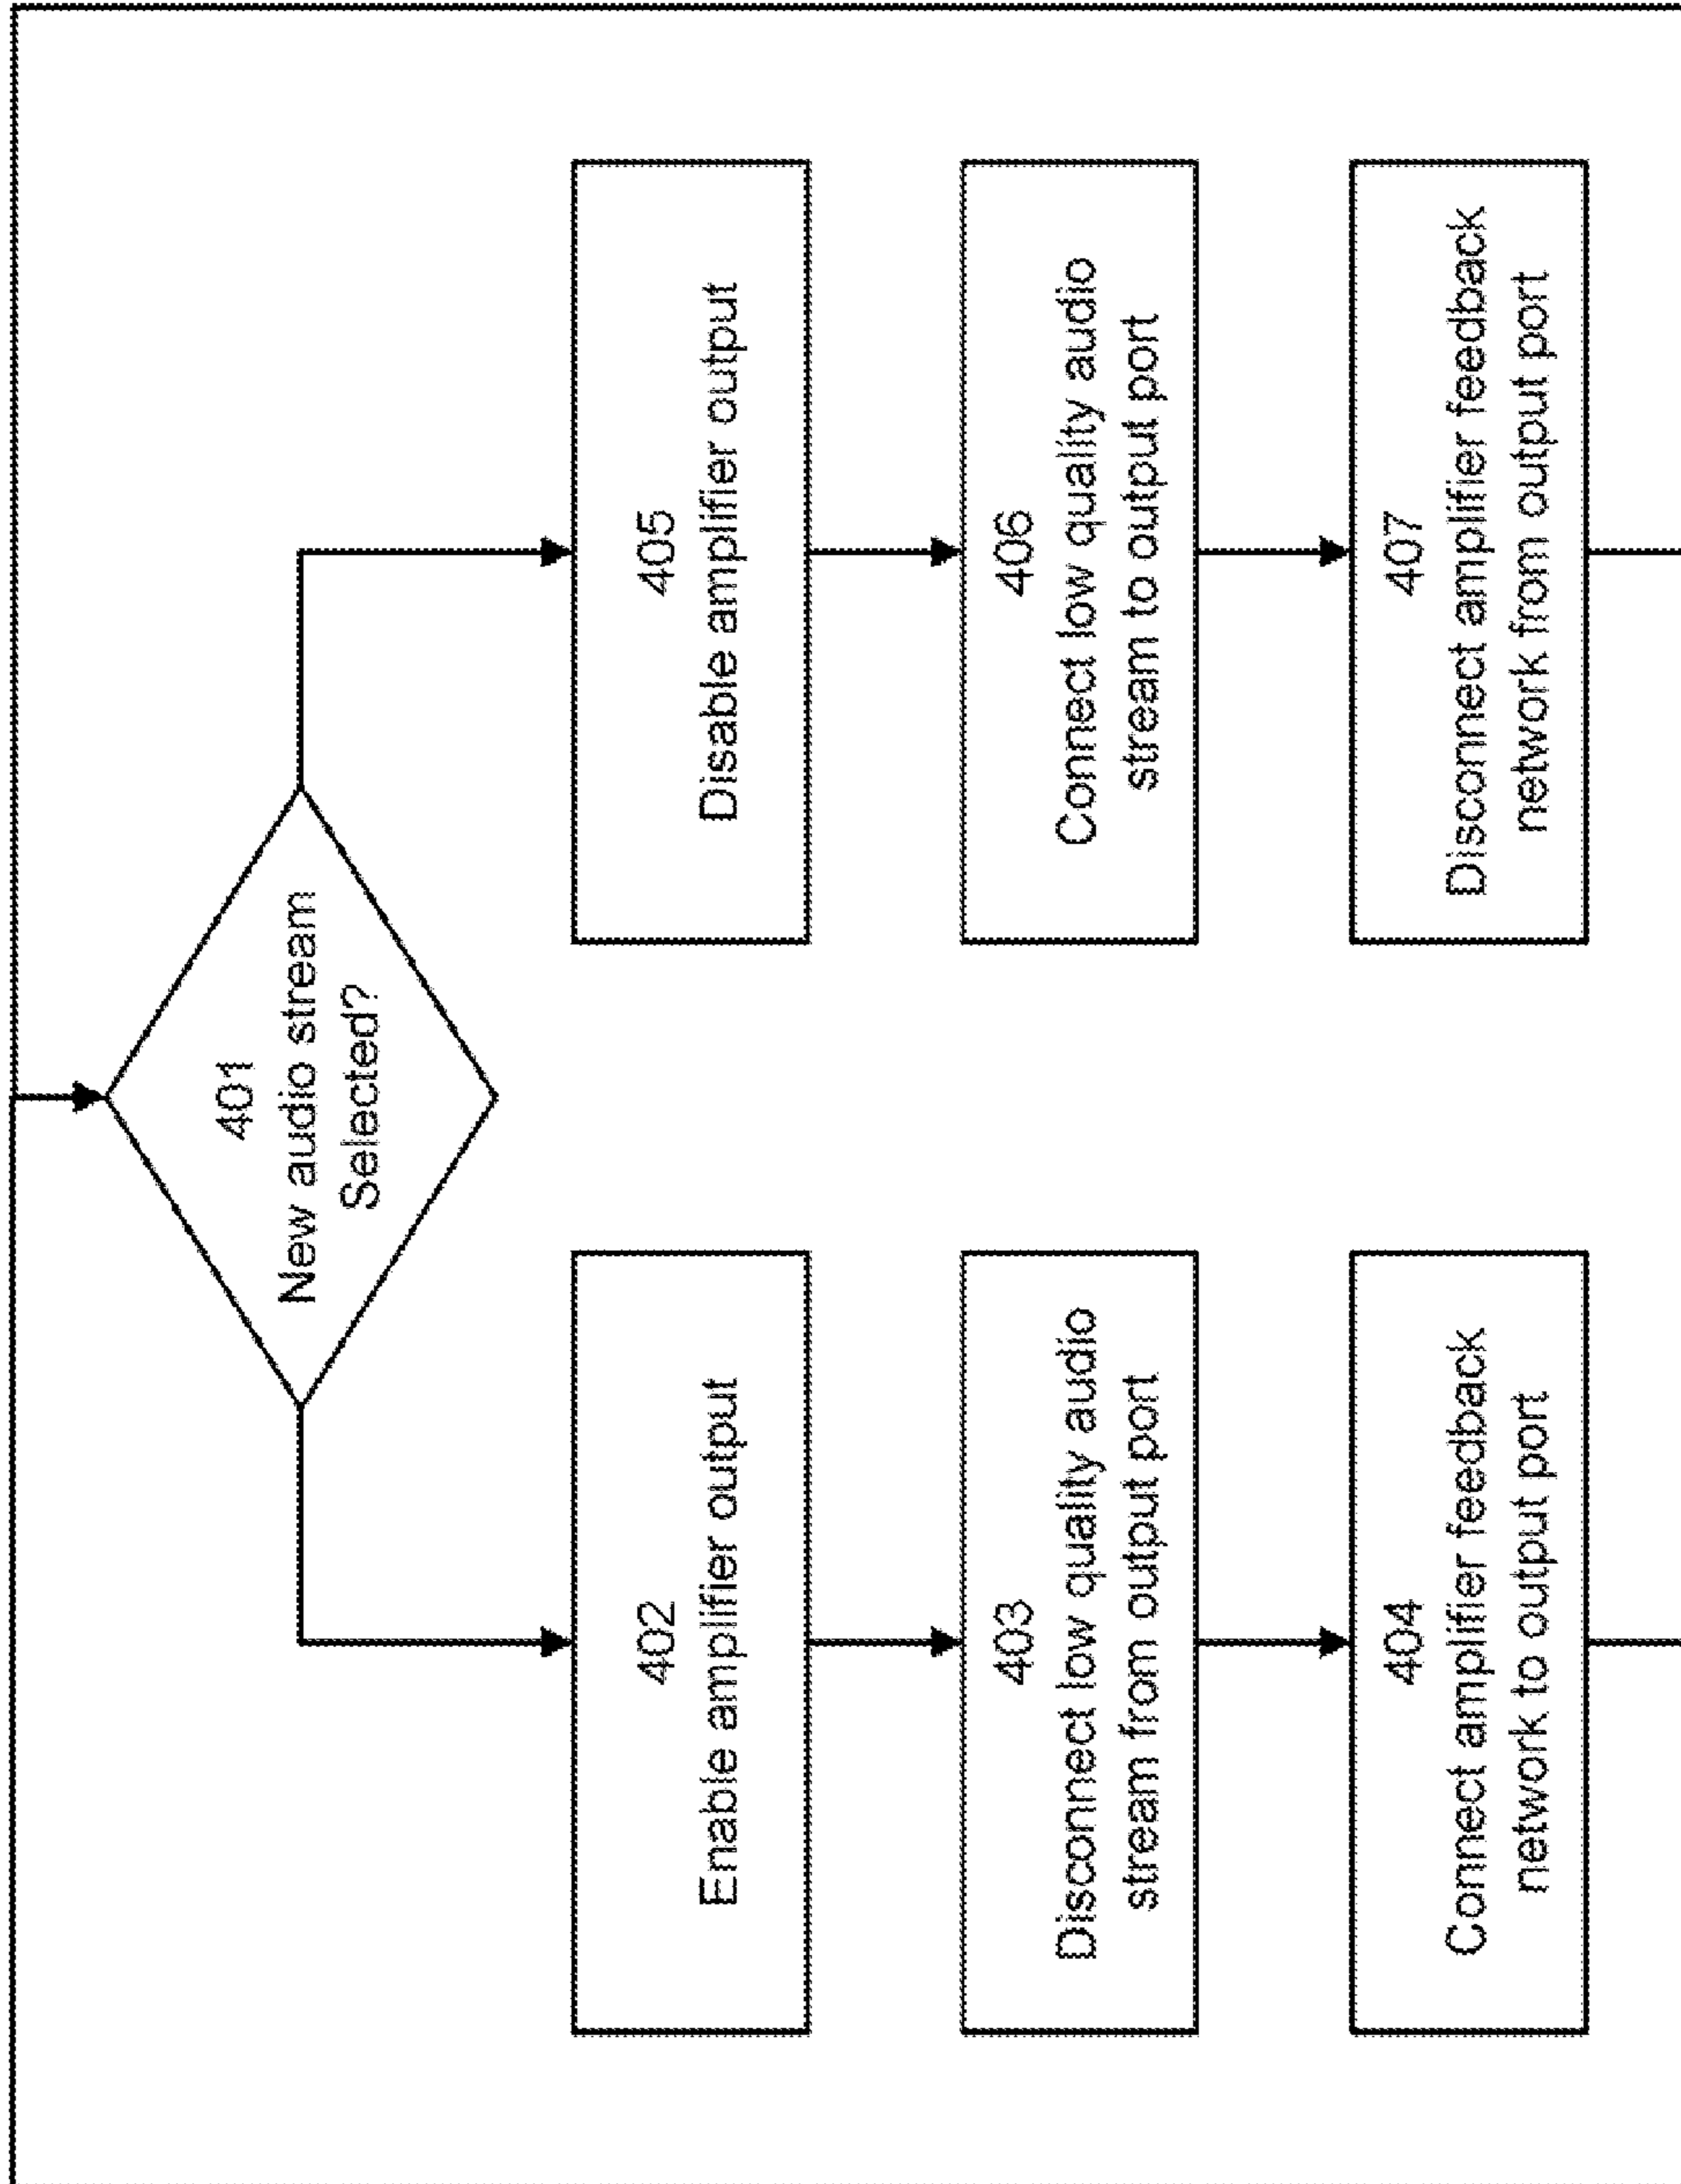 401
New audio stream
Selected?
402
Enable amplifier output
403
Disconnect low quality audio
stream from output port
404
Connect amplifier feedback
network to output port
405
Disable amplifier output
406
Connect low quality audio
stream to output port
407
Disconnect amplifier feedback
network from output port